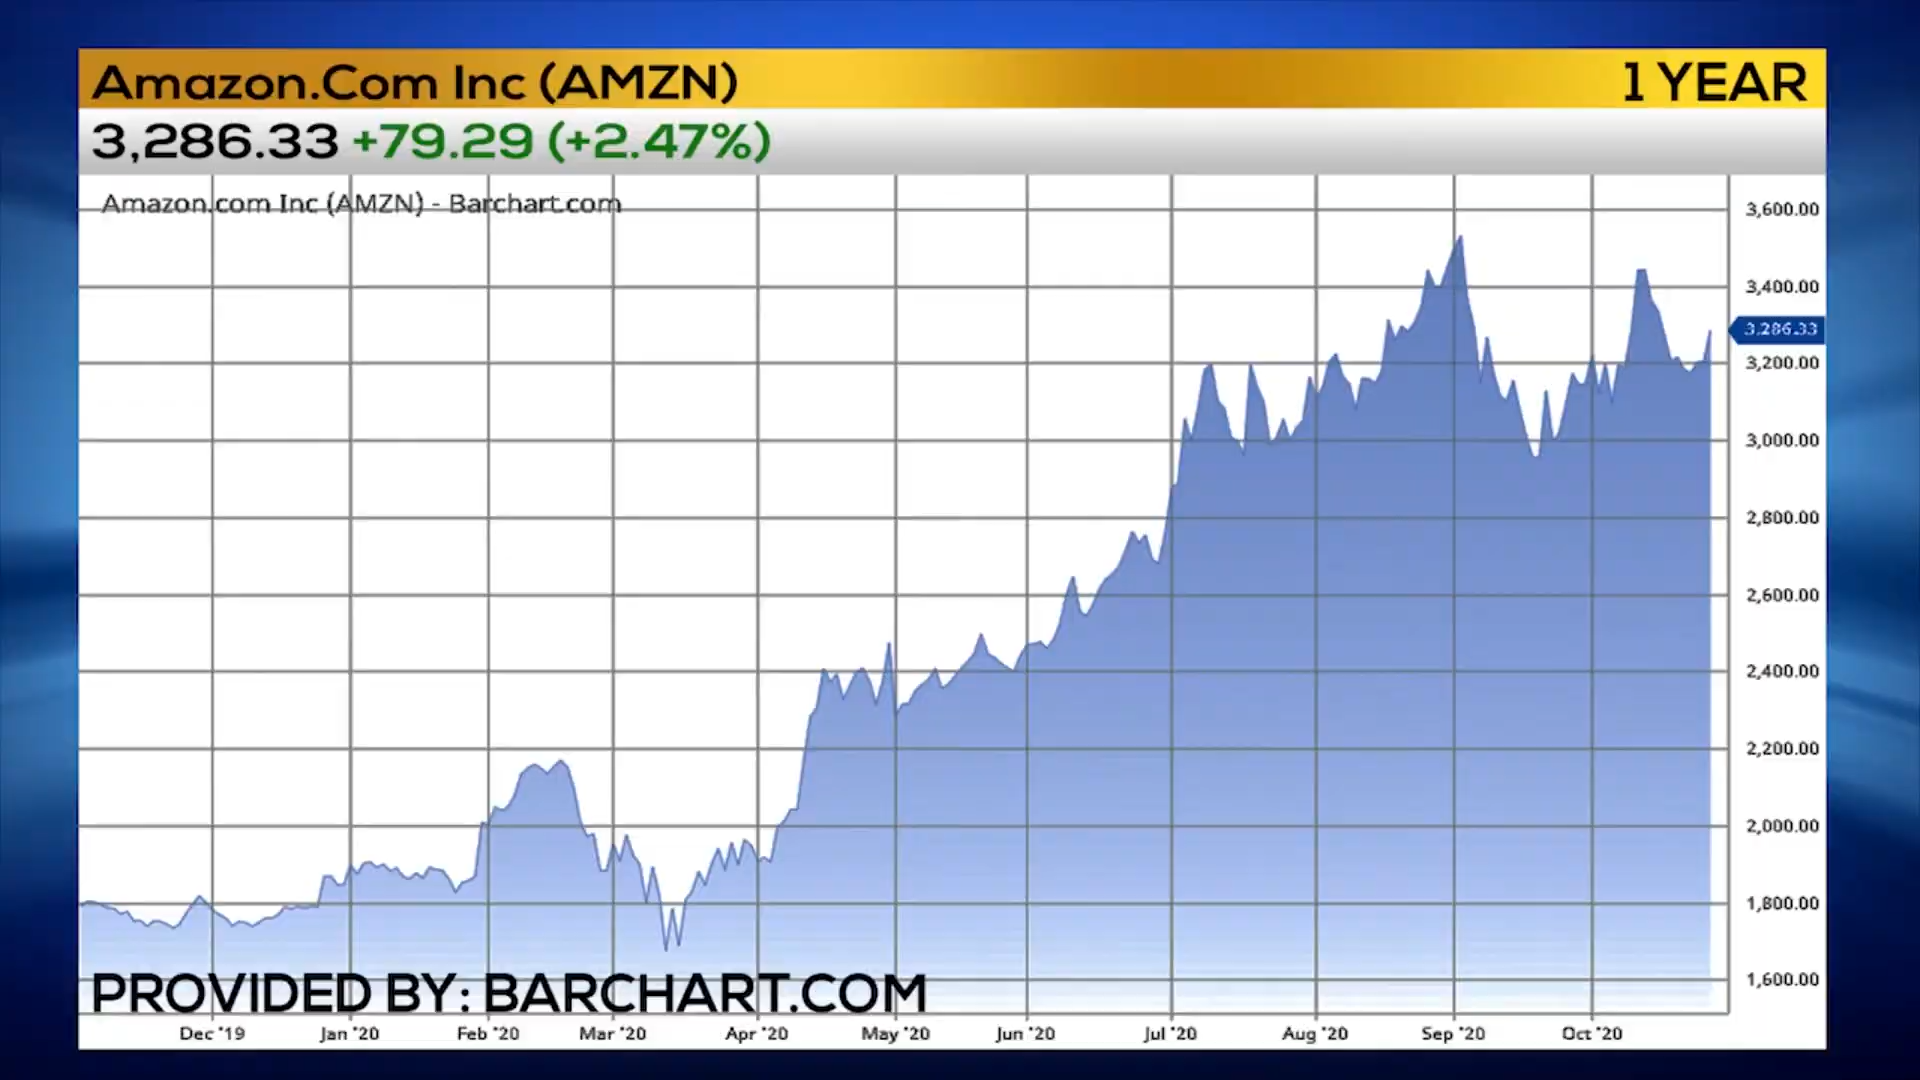 Amazon.Com Inc (AMZN) 1 YEAR
3,286.33 +79.29 (+2.47%)
Amazon.com Inc (AMZN) - Barchart.com
3,600.00
3,400.00
3,286.33
3,200.00
3,000.00
2,800.00
2,600.00
2,400.00
2,200.00
2,000.00
1,800.00
1,600.00
PROVIDED BY: BARCHART.COM
Dec '19 Jan '20 Feb '20 Mar '20 Apr '20 May '20 Jun '20 Jul '20 Aug '20 Sep '20 Oct '20